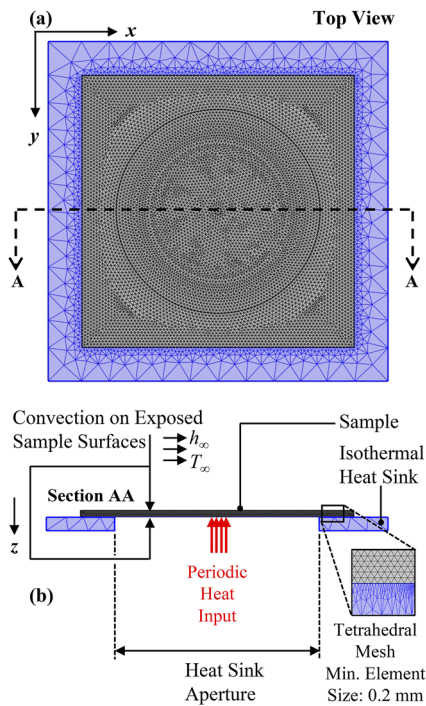 (a)
Top View
x
y
A
A
Convection on Exposed
Sample Surfaces
h∞
T∞
Sample
Isothermal
Heat Sink
Section AA
z
(b)
Periodic
Heat
Input
Heat Sink
Aperture
Tetrahedral
Mesh
Min. Element
Size: 0.2 mm